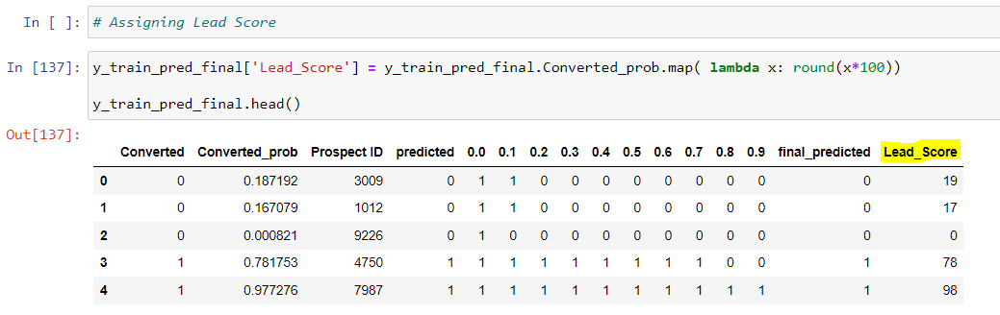 In [ ]: # Assigning Lead Score
In [137]: y_train_pred_final['Lead_Score'] = y_train_pred_final.Converted_prob.map( lambda x: round(x*100))
y_train_pred_final.head()
Out[137]:
Converted Converted_prob Prospect ID predicted 0.0 0.1 0.2 0.3 0.4 0.5 0.6 0.7 0.8 0.9 final_predicted Lead_Score
0 0 0.187192 3009 0 1 1 0 0 0 0 0 0 0 0 0 19
1 0 0.167079 1012 0 1 1 0 0 0 0 0 0 0 0 0 17
2 0 0.000821 9226 0 1 0 0 0 0 0 0 0 0 0 0 0
3 1 0.781753 4750 1 1 1 1 1 1 1 1 1 0 0 1 78
4 1 0.977276 7987 1 1 1 1 1 1 1 1 1 1 1 1 98